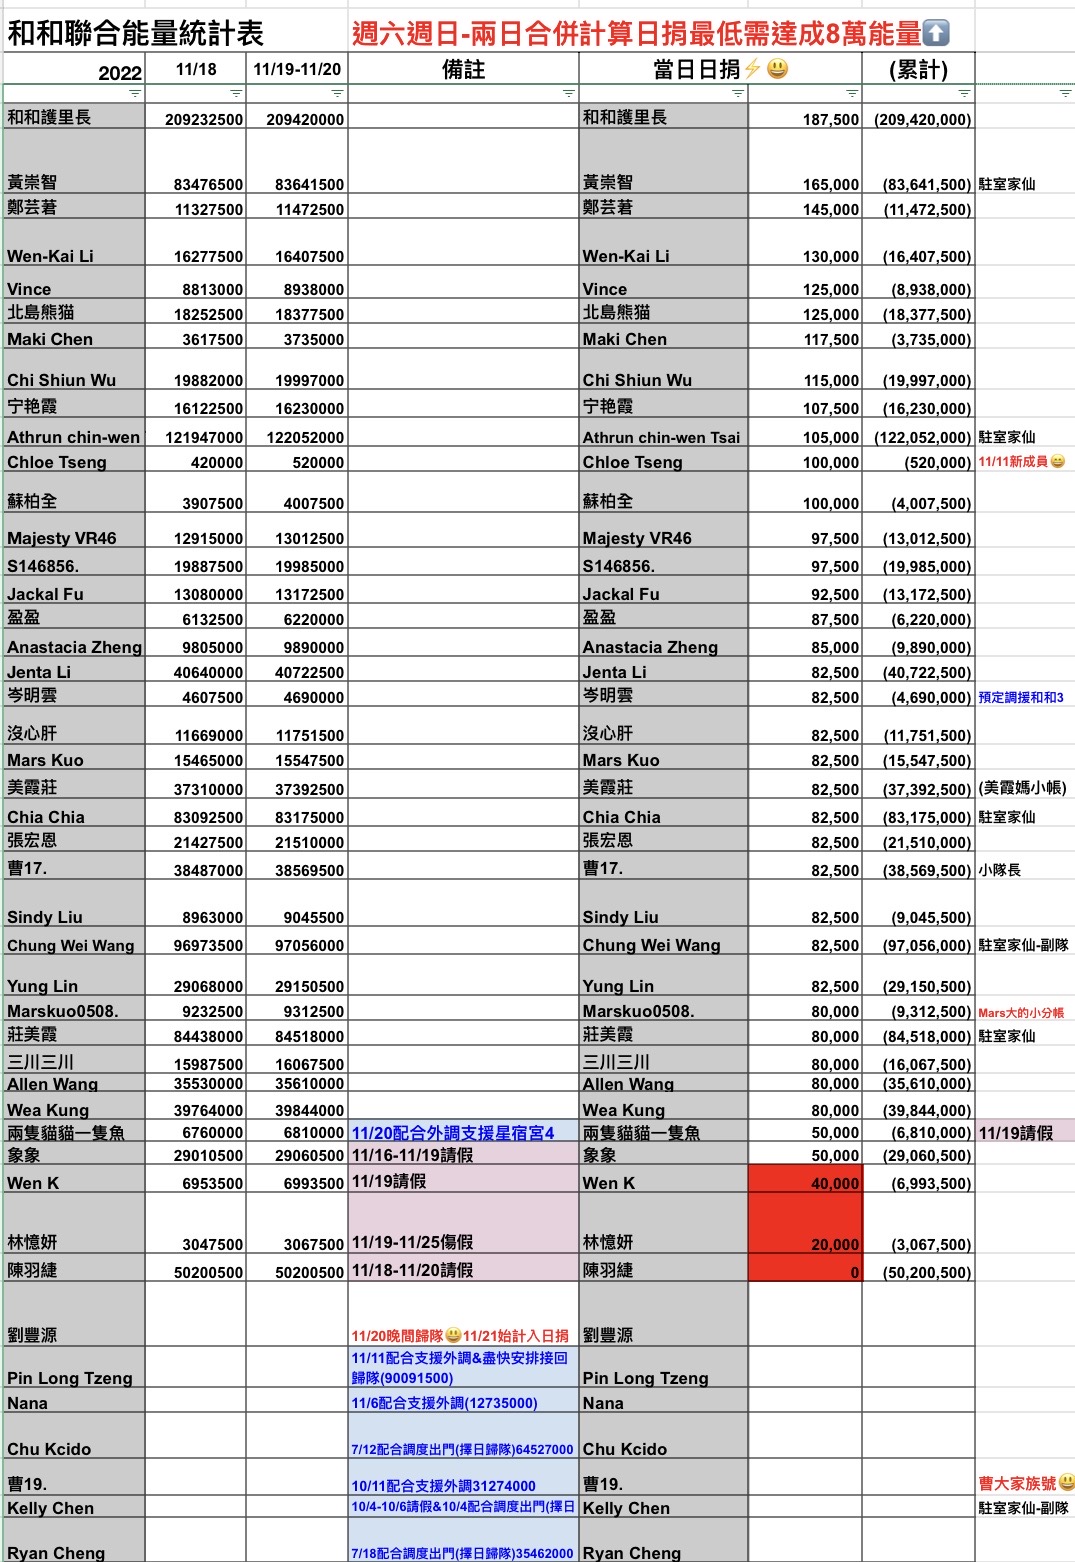 和和聯合能量統計表 週六週日-兩日合併計算日捐最低需達成8萬能量⬆️
2022 11/18 11/19-11/20 備註 當日日捐⚡😃 (累計)
和和護里長 209232500 209420000 和和護里長 187,500 (209,420,000)
黃崇智 83476500 83641500 黃崇智 165,000 (83,641,500) 駐室家仙
鄭芸莙 11327500 11472500 鄭芸莙 145,000 (11,472,500)
Wen-Kai Li 16277500 16407500 Wen-Kai Li 130,000 (16,407,500)
Vince 8813000 8938000 Vince 125,000 (8,938,000)
北島熊猫 18252500 18377500 北島熊猫 125,000 (18,377,500)
Maki Chen 3617500 3735000 Maki Chen 117,500 (3,735,000)
Chi Shiun Wu 19882000 19997000 Chi Shiun Wu 115,000 (19,997,000)
宁艳霞 16122500 16230000 宁艳霞 107,500 (16,230,000)
Athrun chin-wen 121947000 122052000 Athrun chin-wen Tsai 105,000 (122,052,000) 駐室家仙
Chloe Tseng 420000 520000 Chloe Tseng 100,000 (520,000) 11/11新成員😄
蘇柏全 3907500 4007500 蘇柏全 100,000 (4,007,500)
Majesty VR46 12915000 13012500 Majesty VR46 97,500 (13,012,500)
S146856. 19887500 19985000 S146856. 97,500 (19,985,000)
Jackal Fu 13080000 13172500 Jackal Fu 92,500 (13,172,500)
盈盈 6132500 6220000 盈盈 87,500 (6,220,000)
Anastacia Zheng 9805000 9890000 Anastacia Zheng 85,000 (9,890,000)
Jenta Li 40640000 40722500 Jenta Li 82,500 (40,722,500)
岑明雲 4607500 4690000 岑明雲 82,500 (4,690,000) 預定調援和和3
沒心肝 11669000 11751500 沒心肝 82,500 (11,751,500)
Mars Kuo 15465000 15547500 Mars Kuo 82,500 (15,547,500)
美霞莊 37310000 37392500 美霞莊 82,500 (37,392,500) (美霞媽小帳)
Chia Chia 83092500 83175000 Chia Chia 82,500 (83,175,000) 駐室家仙
張宏恩 21427500 21510000 張宏恩 82,500 (21,510,000)
曹17. 38487000 38569500 曹17. 82,500 (38,569,500) 小隊長
Sindy Liu 8963000 9045500 Sindy Liu 82,500 (9,045,500)
Chung Wei Wang 96973500 97056000 Chung Wei Wang 82,500 (97,056,000) 駐室家仙-副隊
Yung Lin 29068000 29150500 Yung Lin 82,500 (29,150,500)
Marskuo0508. 9232500 9312500 Marskuo0508. 80,000 (9,312,500) Mars大的小分帳
莊美霞 84438000 84518000 莊美霞 80,000 (84,518,000) 駐室家仙
三川三川 15987500 16067500 三川三川 80,000 (16,067,500)
Allen Wang 35530000 35610000 Allen Wang 80,000 (35,610,000)
Wea Kung 39764000 39844000 Wea Kung 80,000 (39,844,000)
兩隻貓貓一隻魚 6760000 6810000 11/20配合外調支援星宿宮4 兩隻貓貓一隻魚 50,000 (6,810,000) 11/19請假
象象 29010500 29060500 11/16-11/19請假 象象 50,000 (29,060,500)
Wen K 6953500 6993500 11/19請假 Wen K 40,000 (6,993,500)
林憶妍 3047500 3067500 11/19-11/25傷假 林憶妍 20,000 (3,067,500)
陳羽緁 50200500 50200500 11/18-11/20請假 陳羽緁 0 (50,200,500)
劉豐源 11/20晚間歸隊😃11/21始計入日捐 劉豐源
Pin Long Tzeng 11/11配合支援外調&盡快安排接回 Pin Long Tzeng
歸隊(90091500)
Nana 11/6配合支援外調(12735000) Nana
Chu Kcido 7/12配合調度出門(擇日歸隊)64527000 Chu Kcido
曹19. 10/11配合支援外調31274000 曹19. 曹大家族號😃
Kelly Chen 10/4-10/6請假&10/4配合調度出門(擇日 Kelly Chen 駐室家仙-副隊
Ryan Cheng 7/18配合調度出門(擇日歸隊)35462000 Ryan Cheng